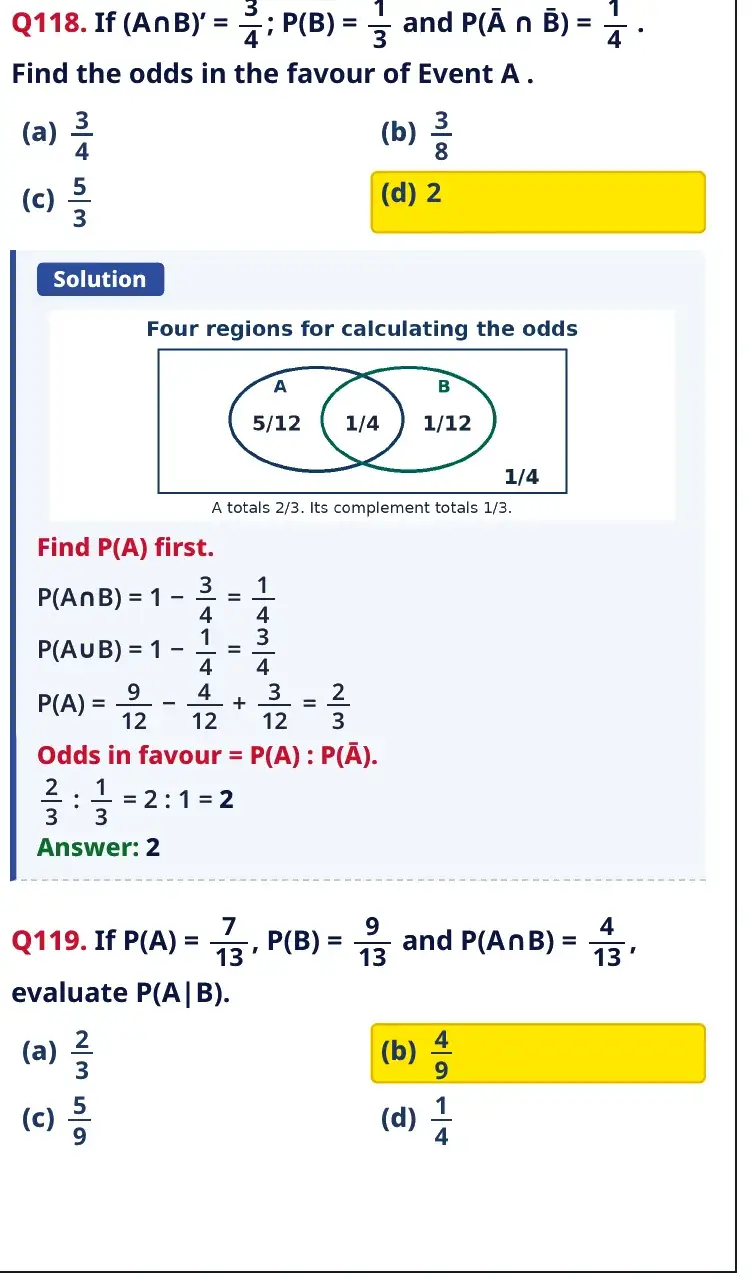 Q118. If (A∩B)′ = 3/4; P(B) = 1/3 and P(Ā ∩ B̄) = 1/4 .
Find the odds in the favour of Event A .
(a) 3/4 (b) 3/8
(c) 5/3 (d) 2
Solution
Four regions for calculating the odds
A B
5/12 1/4 1/12
1/4
A totals 2/3. Its complement totals 1/3.
Find P(A) first.
P(A∩B) = 1 − 3/4 = 1/4
P(A∪B) = 1 − 1/4 = 3/4
P(A) = 9/12 − 4/12 + 3/12 = 2/3
Odds in favour = P(A) : P(Ā).
2/3 : 1/3 = 2 : 1 = 2
Answer: 2
Q119. If P(A) = 7/13, P(B) = 9/13 and P(A∩B) = 4/13,
evaluate P(A|B).
(a) 2/3 (b) 4/9
(c) 5/9 (d) 1/4